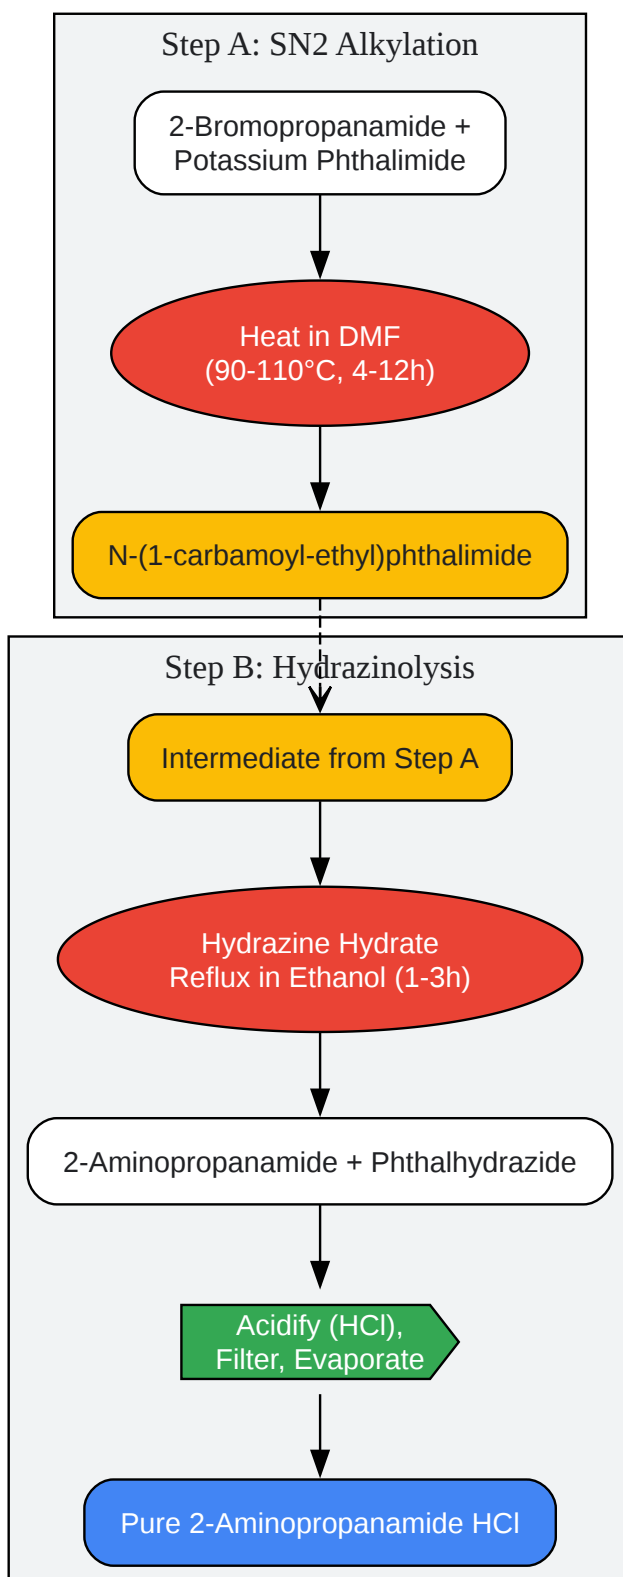 Step A: SN2 Alkylation
2-Bromopropanamide +
Potassium Phthalimide
Heat in DMF
(90-110°C, 4-12h)
N-(1-carbamoyl-ethyl)phthalimide
Step B: Hydrazinolysis
Intermediate from Step A
Hydrazine Hydrate
Reflux in Ethanol (1-3h)
2-Aminopropanamide + Phthalhydrazide
Acidify (HCl),
Filter, Evaporate
Pure 2-Aminopropanamide HCl